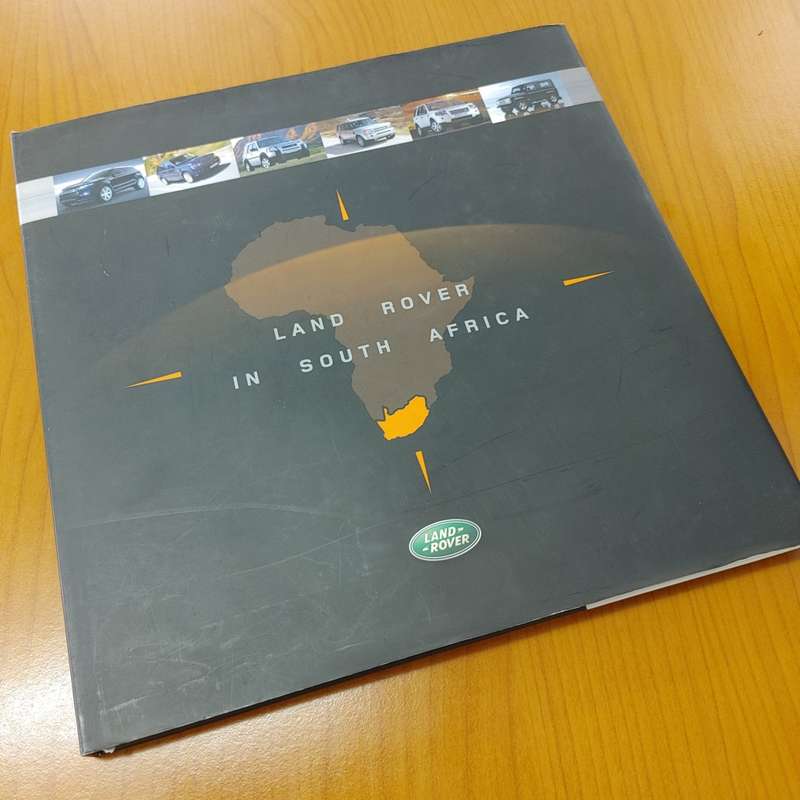 LAND ROVER
IN SOUTH AFRICA
LAND-
-ROVER